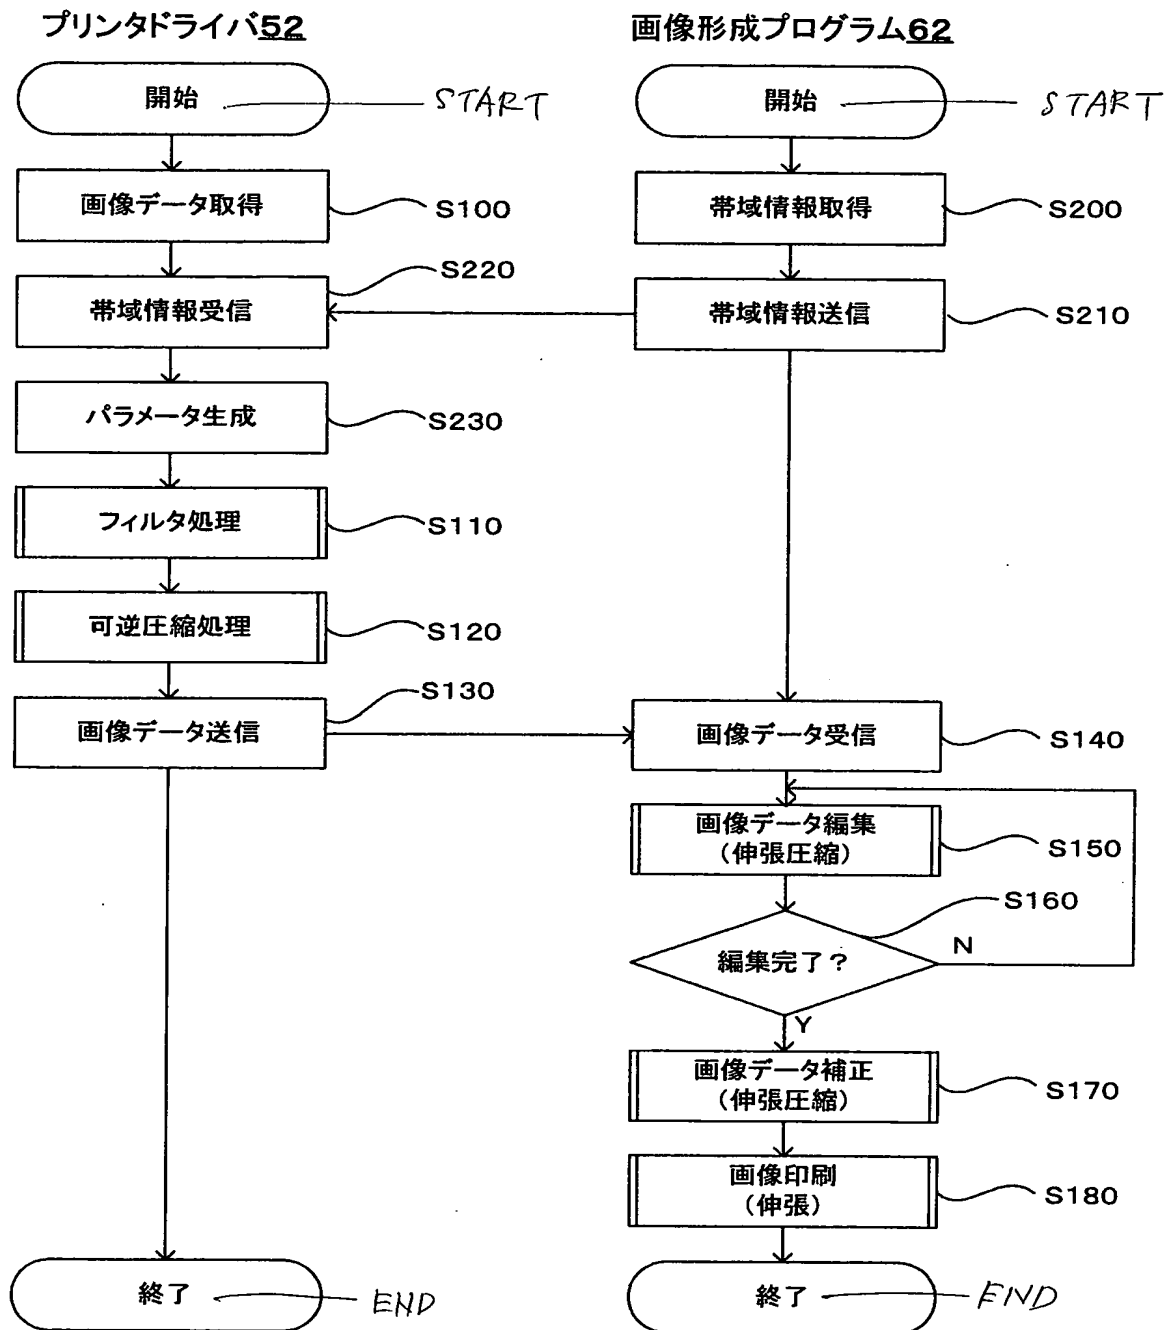 プリンタドライバ52
開始
START
画像データ取得
S100
S220
帯域情報受信
パラメータ生成
S230
フィルタ処理
S110
可逆圧縮処理
S120
S130
画像データ送信
終了
END
画像形成プログラム62
開始
START
帯域情報取得
S200
帯域情報送信
S210
画像データ受信
S140
画像データ編集
(伸張圧縮)
S150
S160
編集完了?
N
Y
画像データ補正
(伸張圧縮)
S170
画像印刷
(伸張)
S180
終了
END